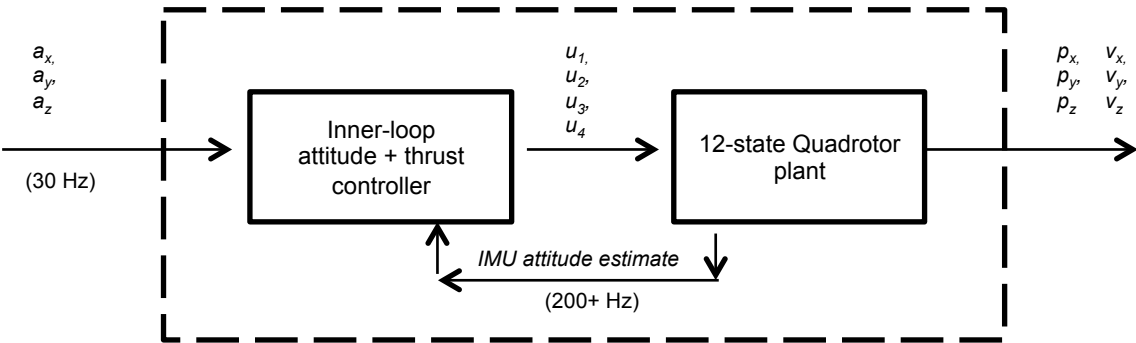 a_x,
a_y,
a_z
(30 Hz)
Inner-loop
attitude + thrust
controller
u_1,
u_2,
u_3,
u_4
12-state Quadrotor
plant
IMU attitude estimate
(200+ Hz)
p_x, v_x,
p_y, v_y,
p_z v_z